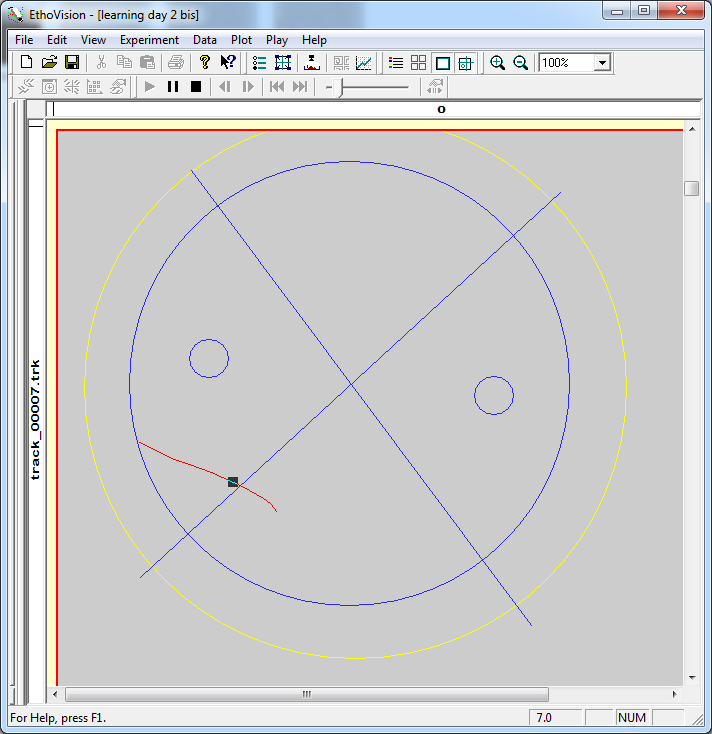 EthoVision - [learning day 2 bis]
File Edit View Experiment Data Plot Play Help
100%
o
track_00007.trk
For Help, press F1.
7.0
NUM